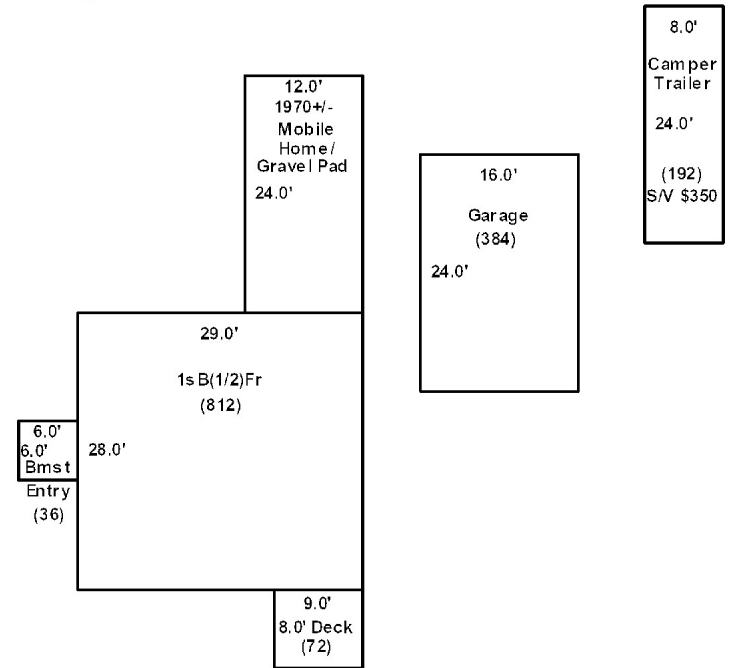 8.0'
Camper
Trailer
24.0'
(192)
S/V $350
12.0'
1970+/-
Mobile
Home/
Gravel Pad
24.0'
16.0'
Garage
(384)
24.0'
29.0'
1sB(1/2)Fr
(812)
28.0'
6.0'
6.0'
Bmst
Entry
(36)
9.0'
8.0' Deck
(72)